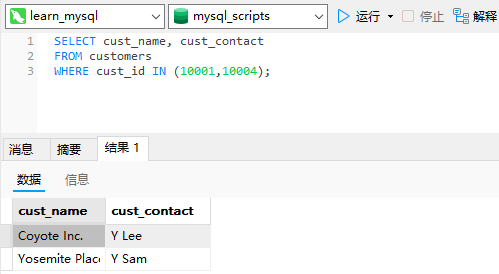 learn_mysql mysql_scripts 运行 停止 解释
1 SELECT cust_name, cust_contact
2 FROM customers
3 WHERE cust_id IN (10001,10004);
消息 摘要 结果 1
数据 信息
cust_name cust_contact
Coyote Inc. Y Lee
Yosemite Place Y Sam